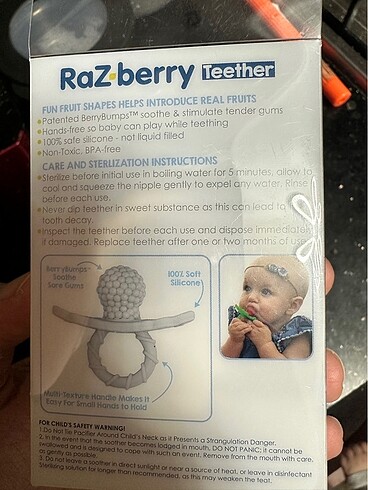 RaZ·berry Teether
FUN FRUIT SHAPES HELPS INTRODUCE REAL FRUITS
•Patented BerryBumps™ soothe & stimulate tender gums
•Hands-free so baby can play while teething
•100% safe silicone - not liquid filled
•Non-Toxic. BPA-free
CARE AND STERILIZATION INSTRUCTIONS
•Sterilize before initial use in boiling water for 5 minutes, allow to
cool and squeeze the nipple gently to expel any water. Rinse
before each use.
•Never dip teether in sweet substance as this can lead to
tooth decay.
•Inspect the teether before each use and dispose immediately
if damaged. Replace teether after one or two months of use
BerryBumps™
Soothe
Sore Gums
100% Soft
Silicone
Multi-Texture Handle Makes it
Easy For Small Hands to Hold
FOR CHILD'S SAFETY WARNING!
1. Do Not Tie Pacifier Around Child's Neck as it Presents a Strangulation Danger.
2. In the event that the soother becomes lodged in mouth, DO NOT PANIC; it cannot be
swallowed and is designed to cope with such an event. Remove from the mouth with care,
as gently as possible.
3. Do not leave a soother in direct sunlight or near a source of heat, or leave in disinfectant
Sterilizing solution for longer than recommended, as this may weaken the teat.